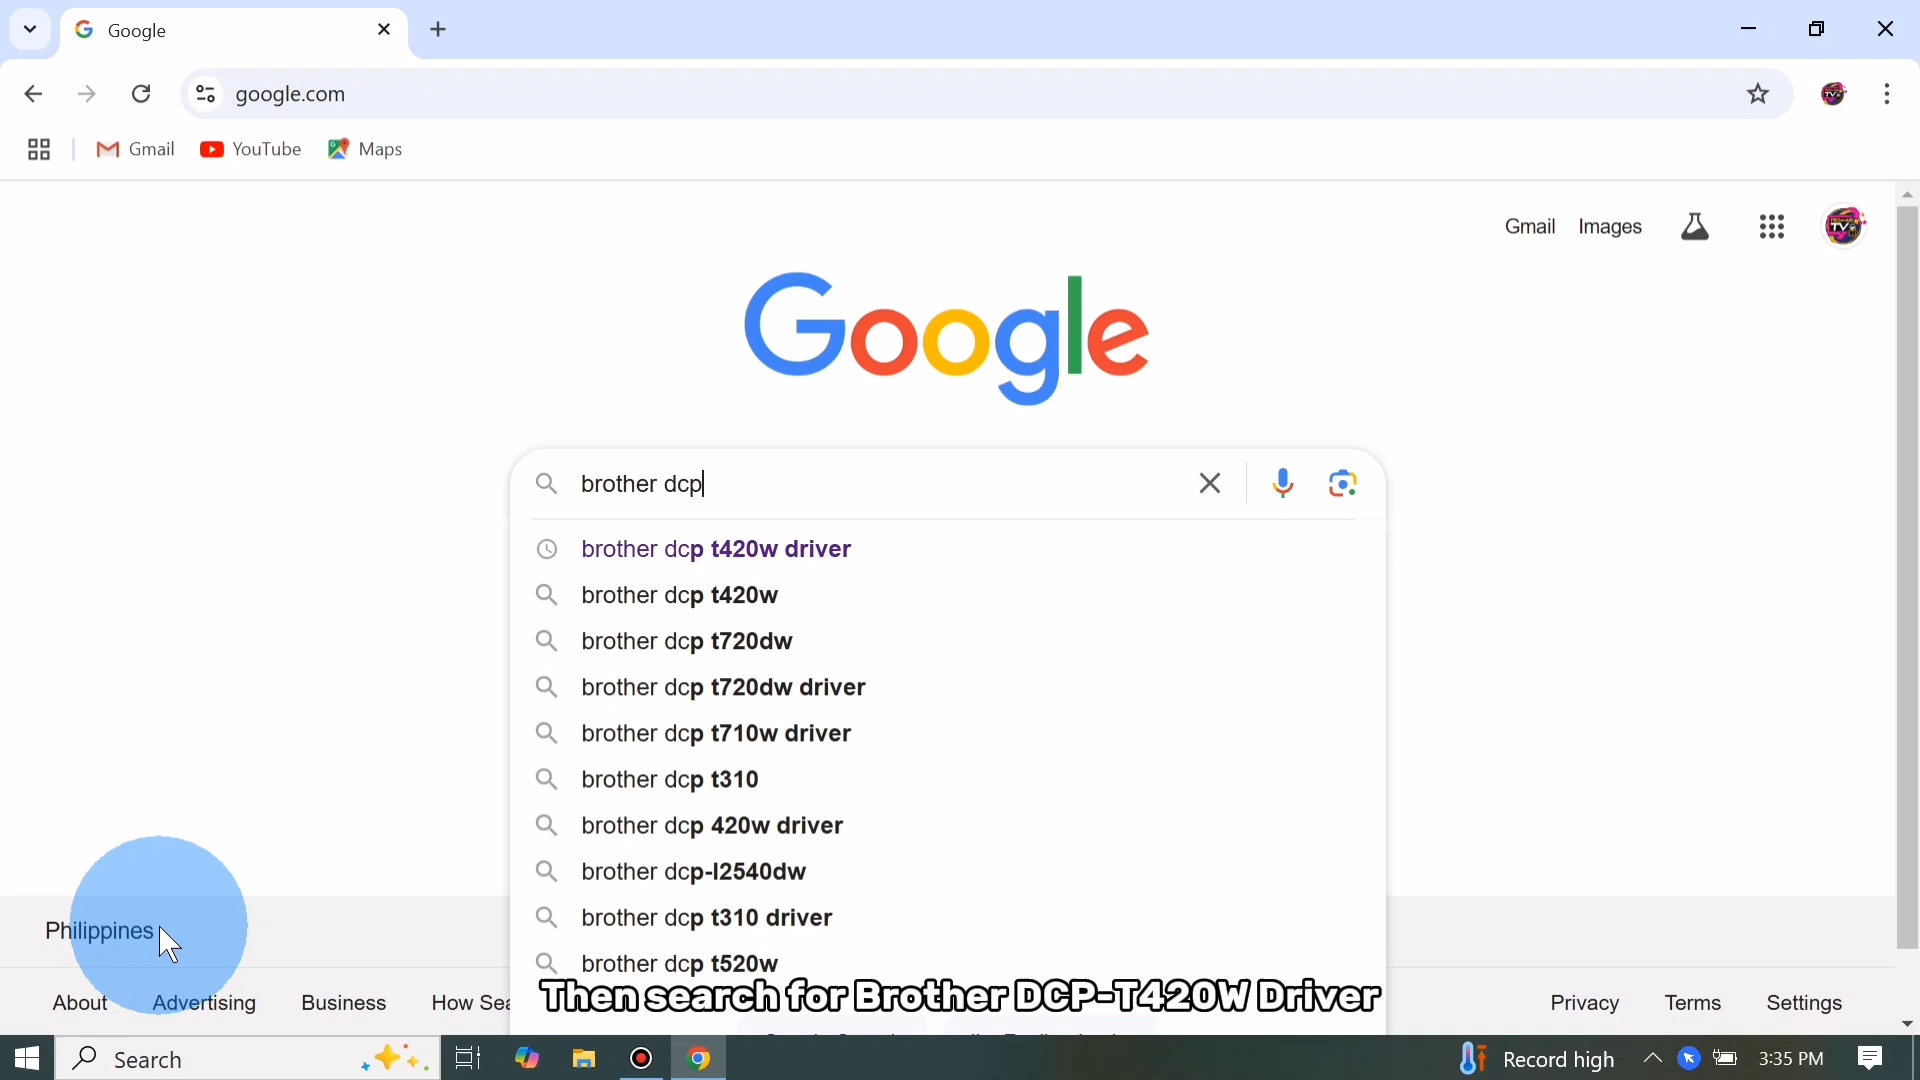 Google
google.com
Gmail YouTube Maps
Gmail Images
Google
brother dcp
brother dcp t420w driver
brother dcp t420w
brother dcp t720dw
brother dcp t720dw driver
brother dcp t710w driver
brother dcp t310
brother dcp 420w driver
brother dcp-l2540dw
brother dcp t310 driver
brother dcp t520w
Then search for Brother DCP-T420W Driver
Philippines
About Advertising Business How Sea
Privacy Terms Settings
Search
Record high 3:35 PM